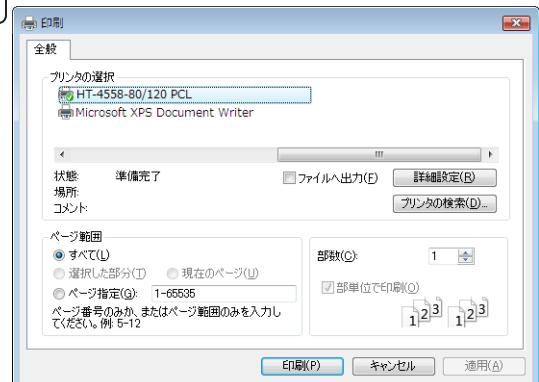 印刷
全般
プリンタの選択
HT-4558-80/120 PCL
Microsoft XPS Document Writer
状態: 準備完了
ファイルへ出力(F)
詳細設定(R)
場所:
コメント:
プリンタの検索(D)...
ページ範囲
すべて(L)
選択した部分(T) 現在のページ(U)
ページ指定(G): 1-65535
ページ番号のみか、またはページ範囲のみを入力し
てください。例: 5-12
部数(C): 1
部単位で印刷(O)
1 2 3 1 2 3
印刷(P) キャンセル 適用(A)